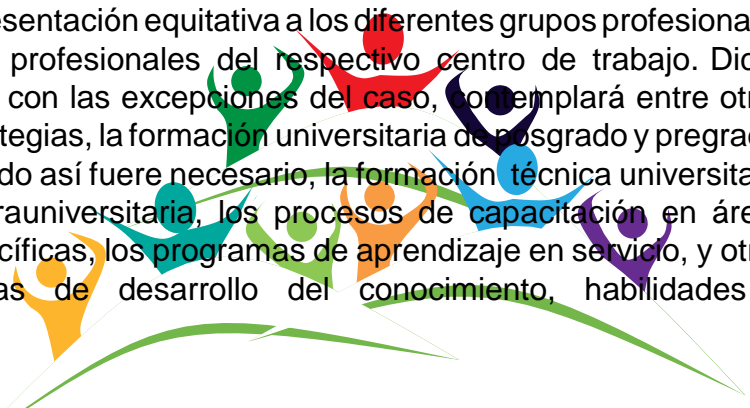 esentación equitativa a los diferentes grupos profesiona
profesionales del respectivo centro de trabajo. Dic
con las excepciones del caso, contemplará entre otr
tegias, la formación universitaria de posgrado y pregrad
do así fuere necesario, la formación técnica universita
rauniversitaria, los procesos de capacitación en áre
cíficas, los programas de aprendizaje en servicio, y otr
as de desarrollo del conocimiento, habilidades